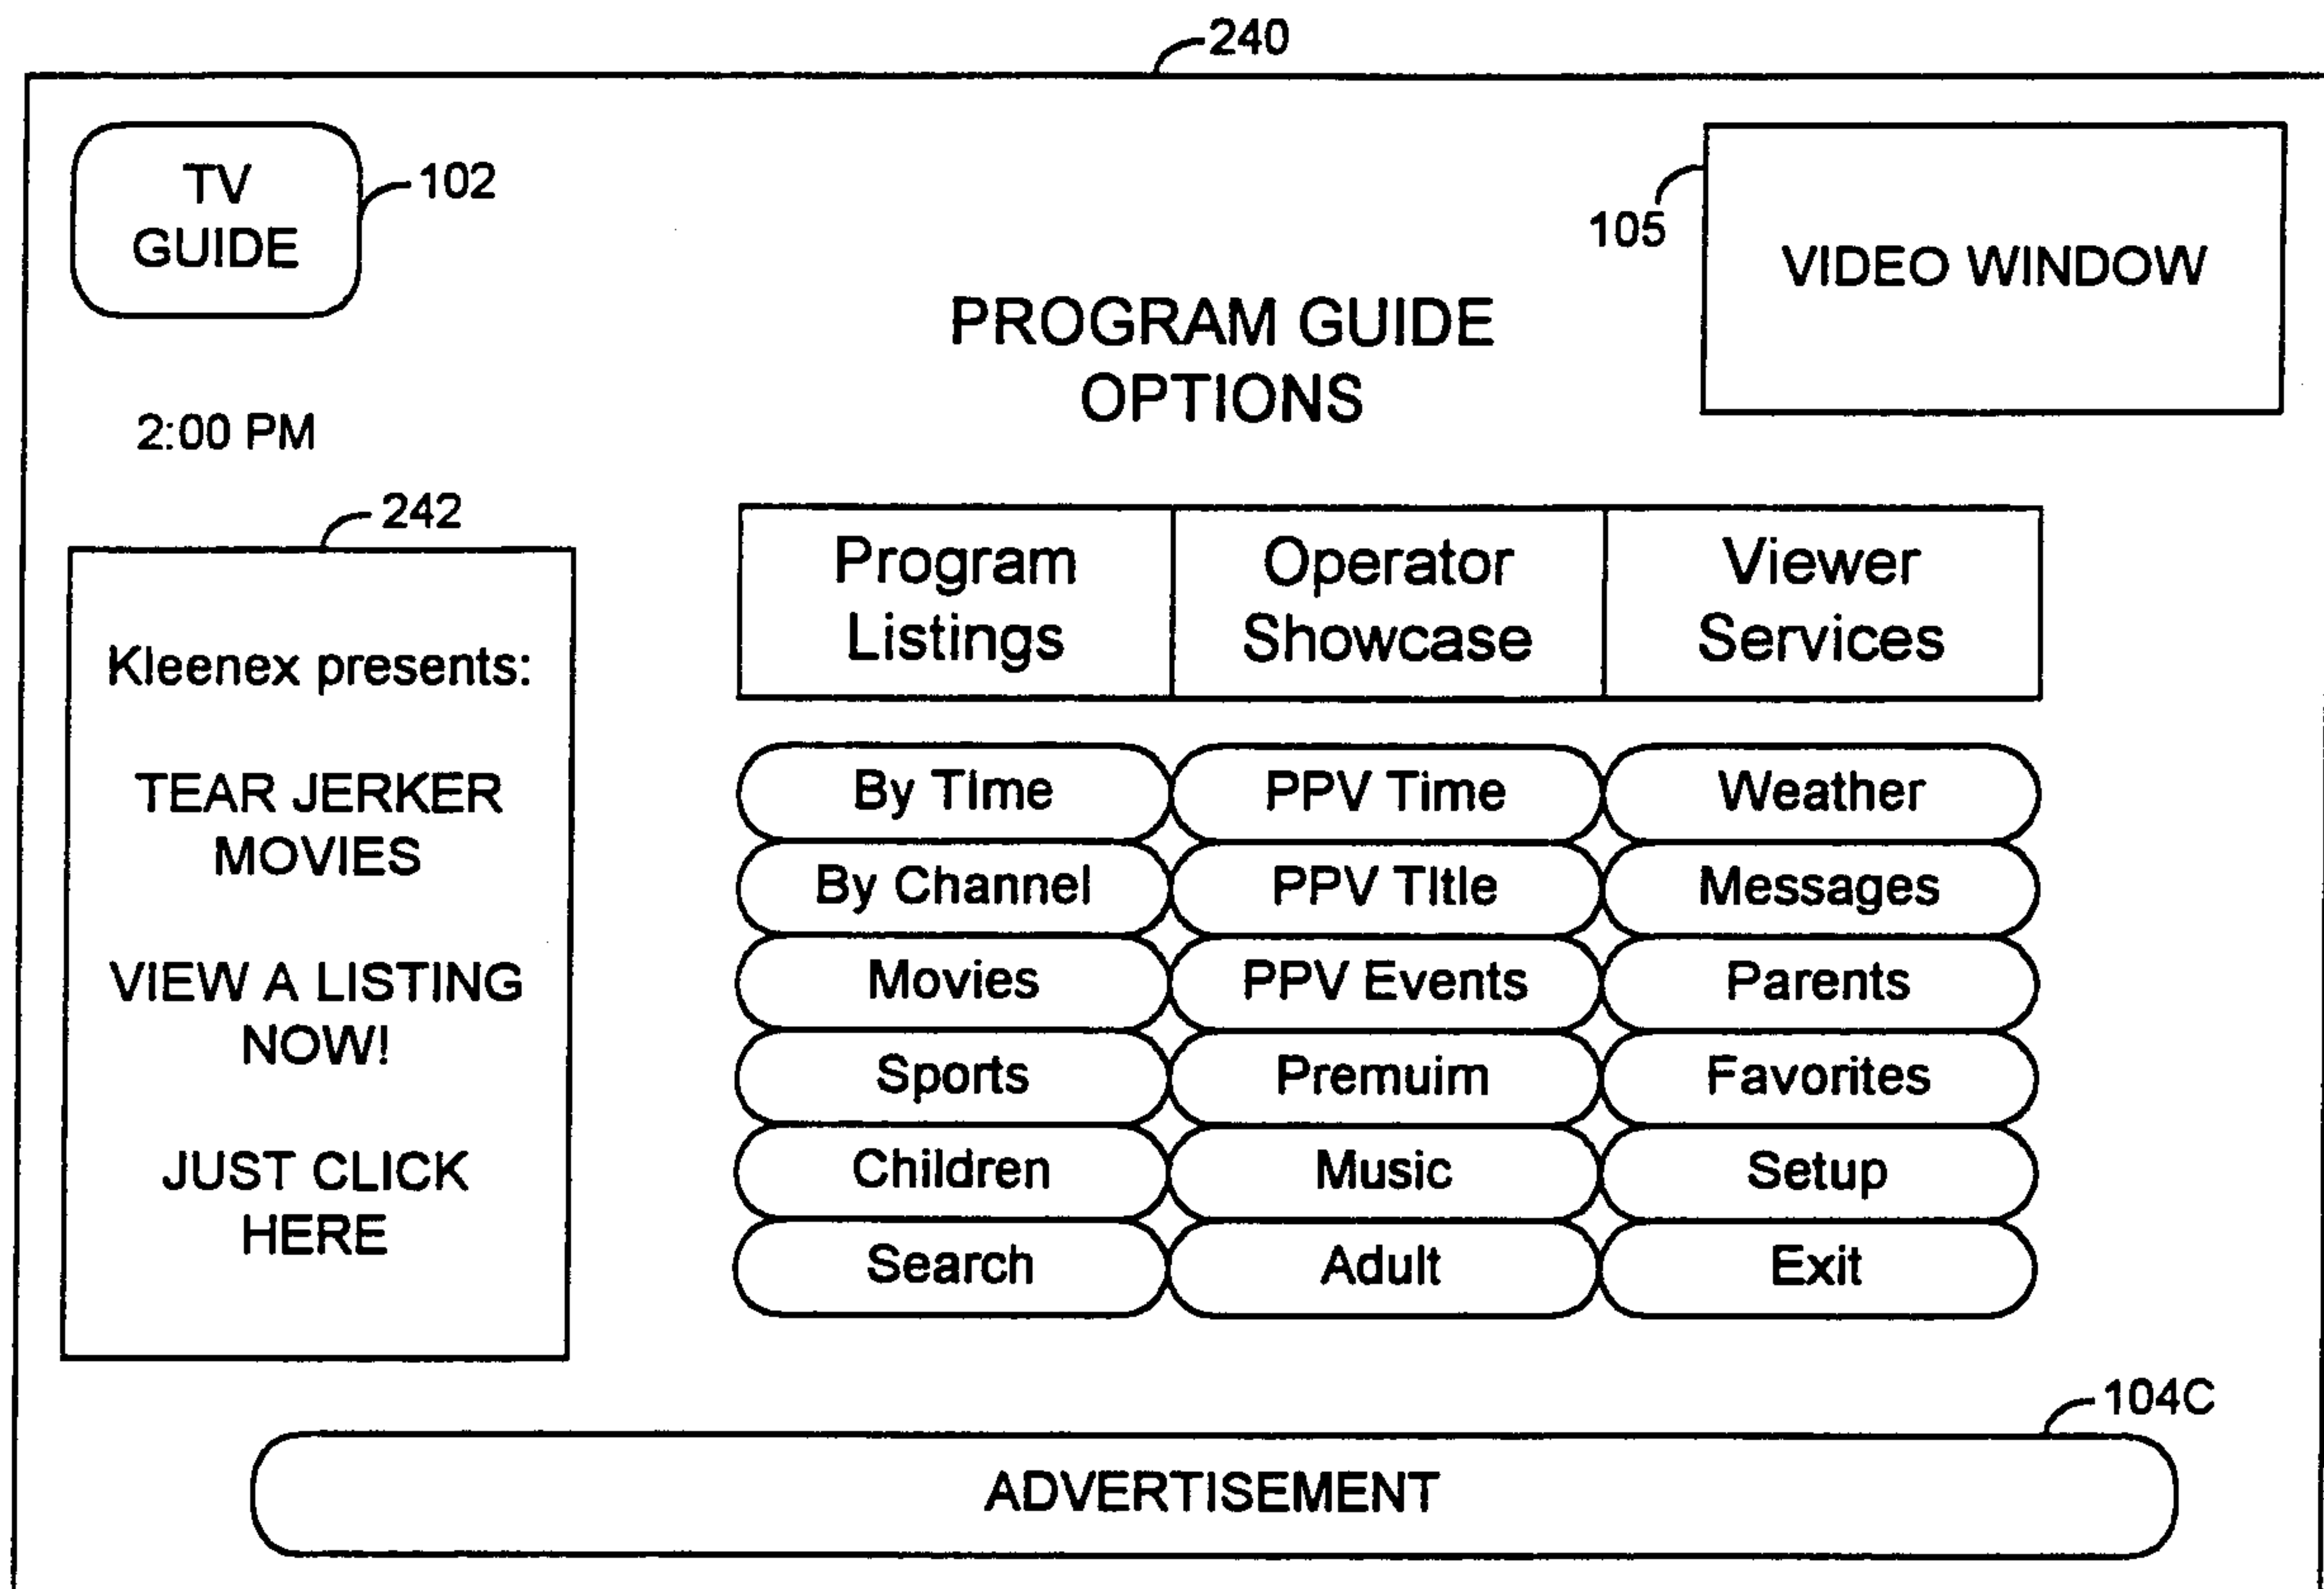 240
TV
GUIDE
102
105
VIDEO WINDOW
PROGRAM GUIDE
OPTIONS
2:00 PM
242
Kleenex presents:
TEAR JERKER
MOVIES
VIEW A LISTING
NOW!
JUST CLICK
HERE
Program Listings
Operator Showcase
Viewer Services
By TIme
PPV Time
Weather
By Channel
PPV TItle
Messages
Movies
PPV Events
Parents
Sports
Premuim
Favorites
Children
Music
Setup
Search
Adult
Exit
104C
ADVERTISEMENT